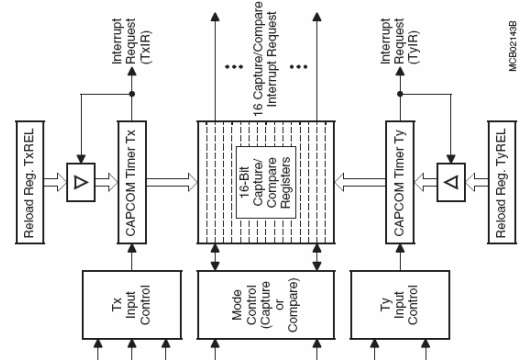 Reload Reg. TxREL
▽
CAPCOM Timer Tx
Interrupt
Request
(TxIR)
Tx
Input
Control
16-Bit
Capture/
Compare
Registers
16 Capture/Compare
Interrupt Request
Mode
Control
(Capture
or
Compare)
CAPCOM Timer Ty
Interrupt
Request
(TyIR)
Ty
Input
Control
Reload Reg. TyREL
MCB02143B